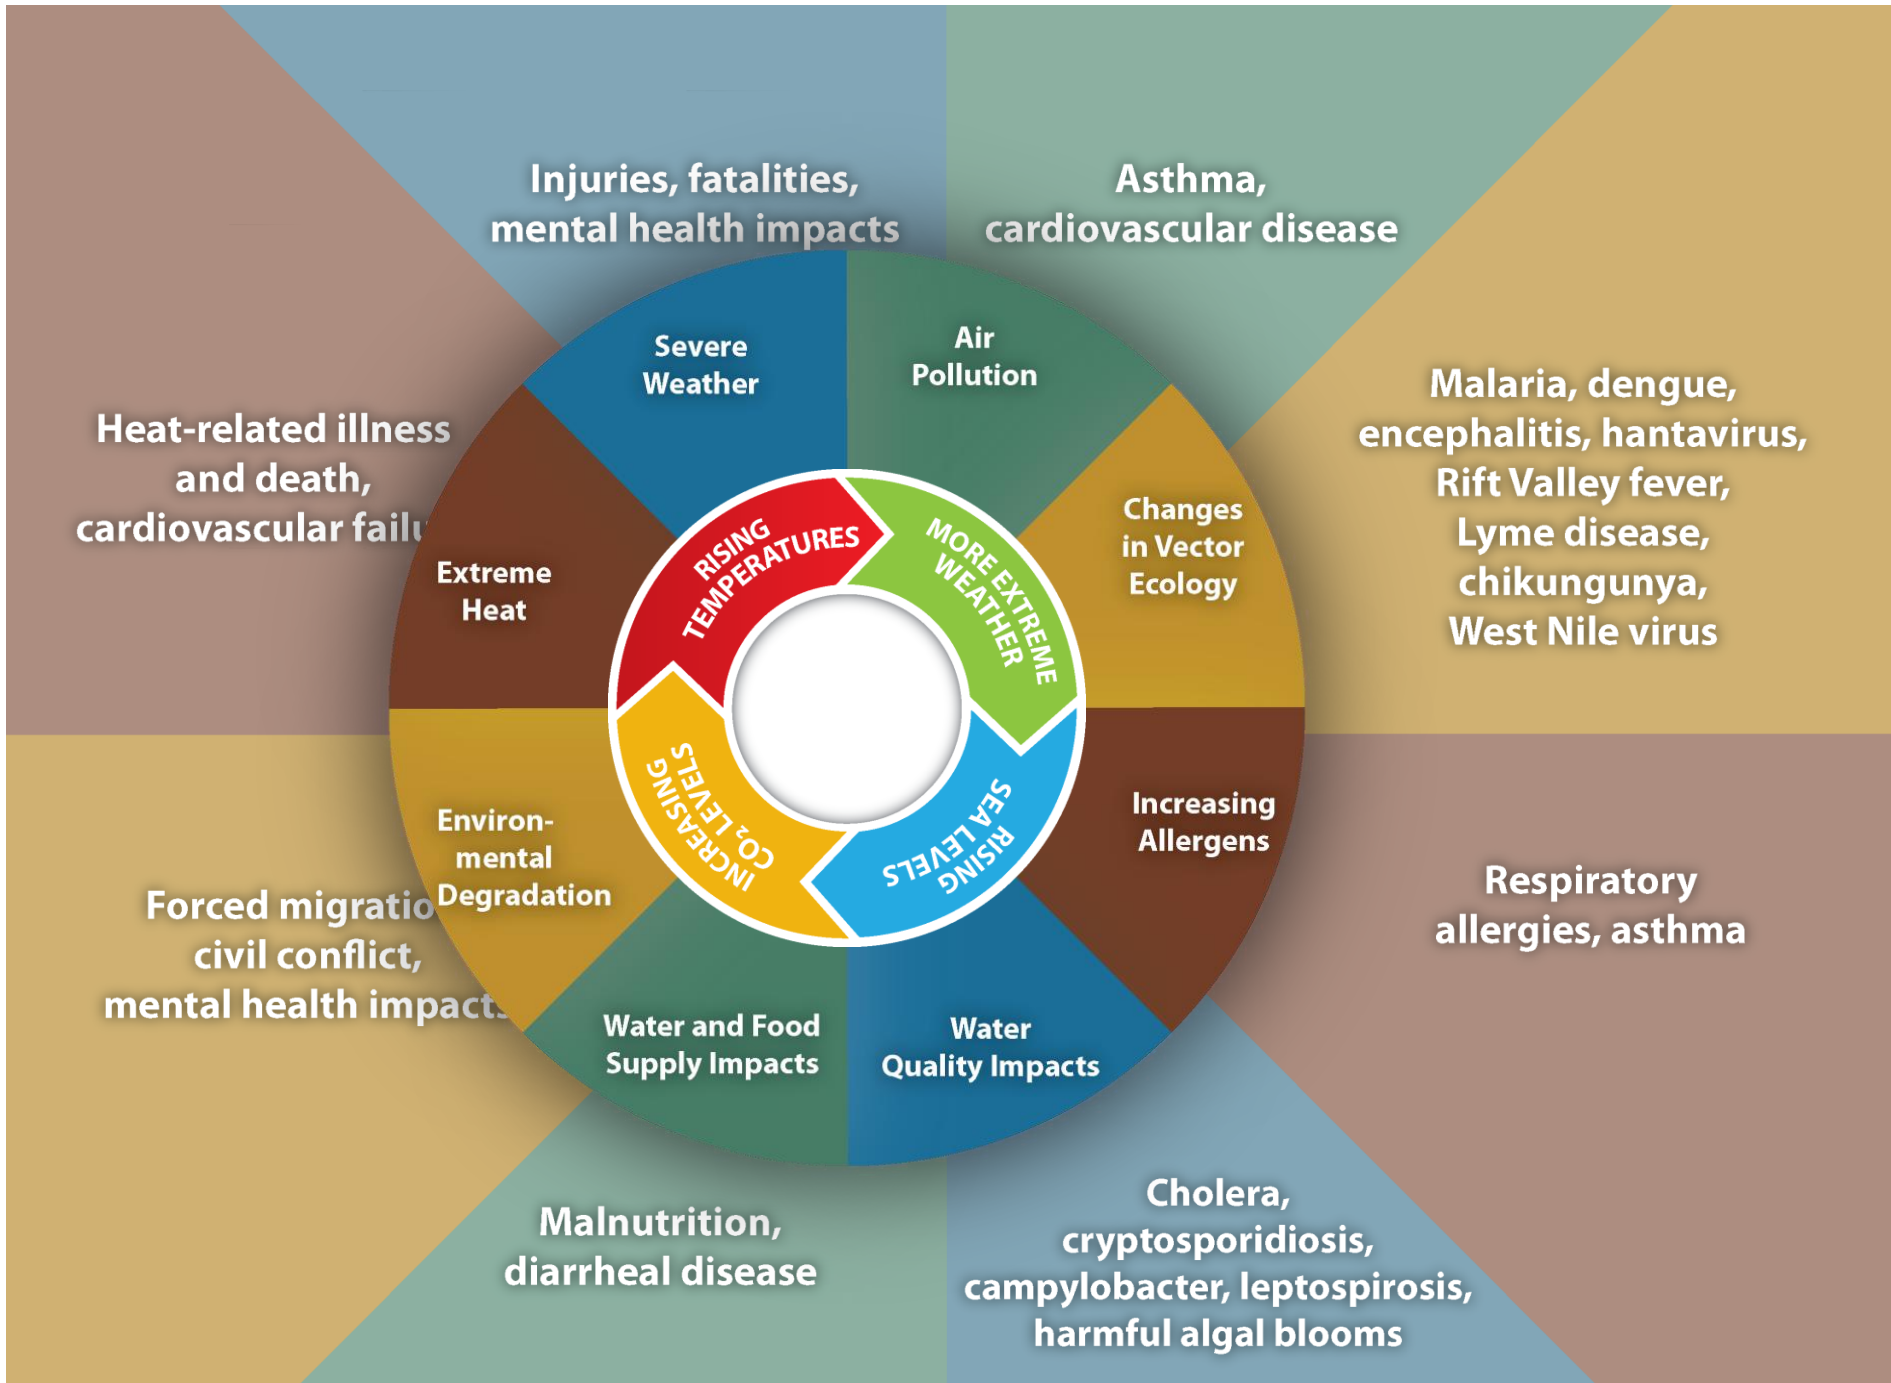 Injuries, fatalities,
mental health impacts
Asthma,
cardiovascular disease
Severe
Weather
Air
Pollution
Malaria, dengue,
encephalitis, hantavirus,
Rift Valley fever,
Lyme disease,
chikungunya,
West Nile virus
Heat-related illness
and death,
cardiovascular
Extreme
Heat
Changes
in Vector
Ecology
RISING
TEMPERATURES
MORE EXTREME
WEATHER
RISING
SEA LEVELS
INCREASING
CO₂ LEVELS
Environ-
mental
Degradation
Increasing
Allergens
Forced
civil conflict,
mental health impacts
Respiratory
allergies, asthma
Water and Food
Supply Impacts
Water
Quality Impacts
Malnutrition,
diarrheal disease
Cholera,
cryptosporidiosis,
campylobacter, leptospirosis,
harmful algal blooms